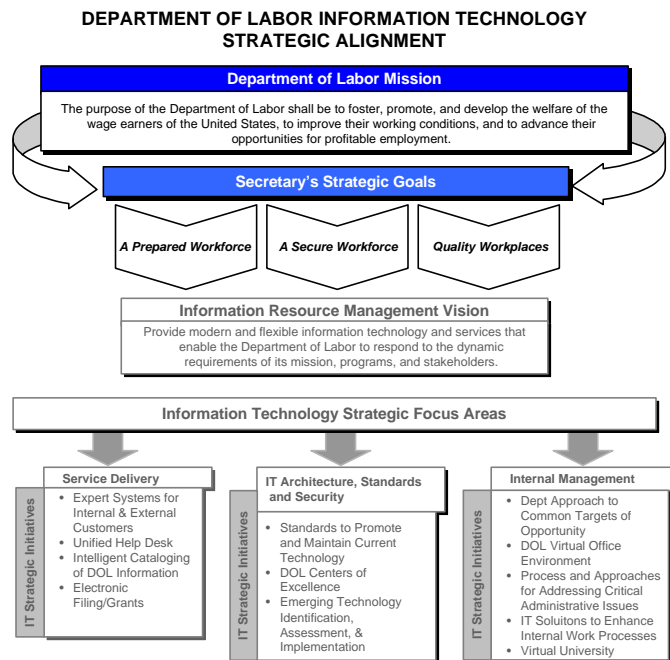 DEPARTMENT OF LABOR INFORMATION TECHNOLOGY
STRATEGIC ALIGNMENT
Department of Labor Mission
The purpose of the Department of Labor shall be to foster, promote, and develop the welfare of the
wage earners of the United States, to improve their working conditions, and to advance their
opportunities for profitable employment.
Secretary's Strategic Goals
A Prepared Workforce
A Secure Workforce
Quality Workplaces
Information Resource Management Vision
Provide modern and flexible information technology and services that
enable the Department of Labor to respond to the dynamic
requirements of its mission, programs, and stakeholders.
Information Technology Strategic Focus Areas
Service Delivery
IT Strategic Initiatives
• Expert Systems for
Internal & External
Customers
• Unified Help Desk
• Intelligent Cataloging
of DOL Information
• Electronic
Filing/Grants
IT Architecture, Standards
and Security
IT Strategic Initiatives
• Standards to Promote
and Maintain Current
Technology
• DOL Centers of
Excellence
• Emerging Technology
Identification,
Assessment, &
Implementation
Internal Management
IT Strategic Initiatives
• Dept Approach to
Common Targets of
Opportunity
• DOL Virtual Office
Environment
• Process and Approaches
for Addressing Critical
Administrative Issues
• IT Soluitons to Enhance
Internal Work Processes
• Virtual University